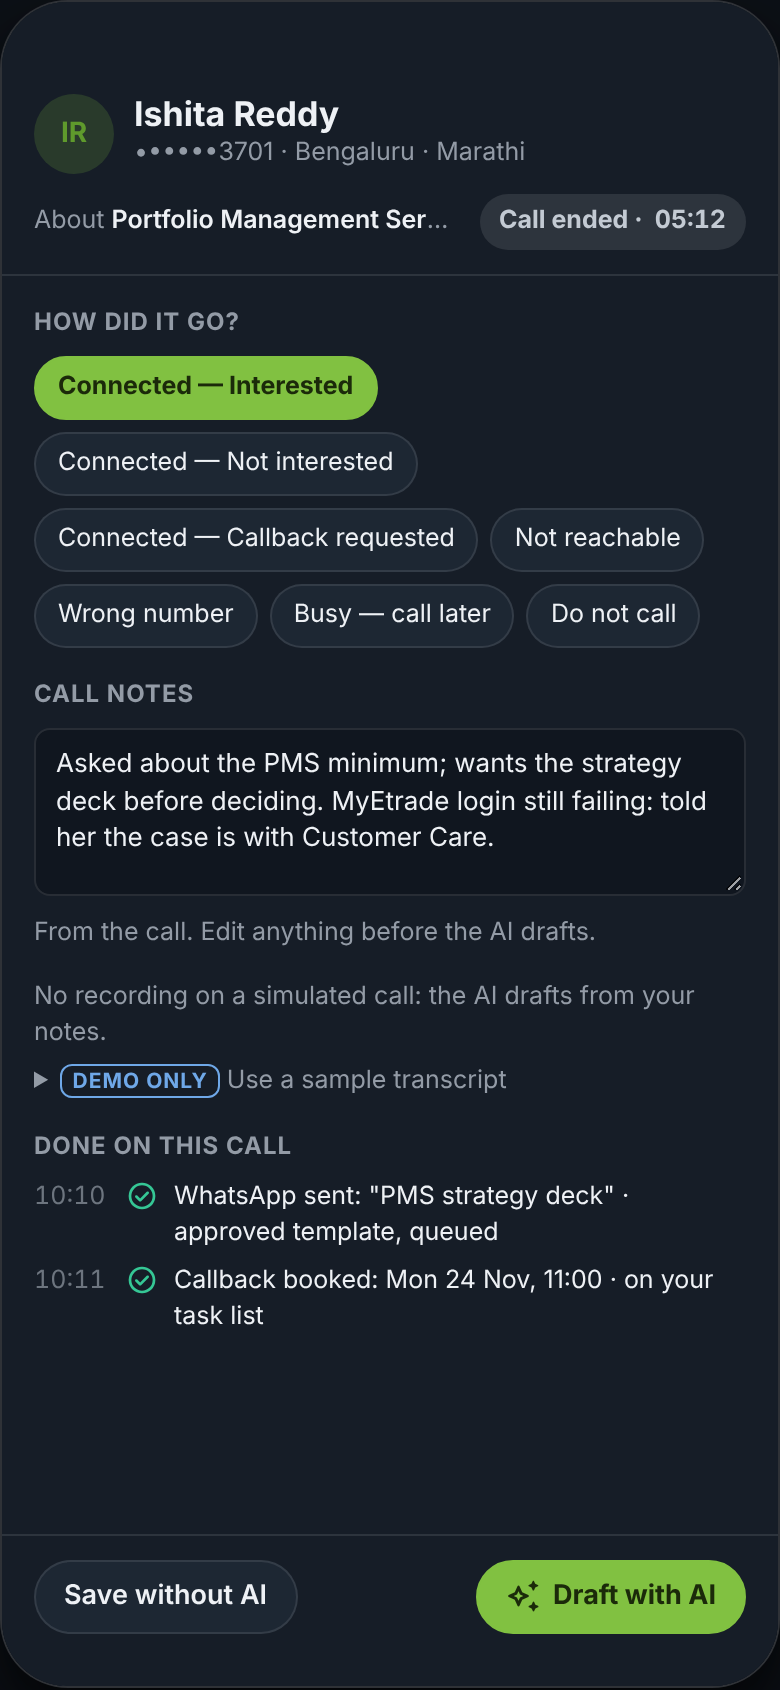 IR
Ishita Reddy
••••••3701 · Bengaluru · Marathi
About Portfolio Management Ser...
Call ended · 05:12
HOW DID IT GO?
Connected — Interested
Connected — Not interested
Connected — Callback requested
Not reachable
Wrong number
Busy — call later
Do not call
CALL NOTES
Asked about the PMS minimum; wants the strategy
deck before deciding. MyEtrade login still failing: told
her the case is with Customer Care.
From the call. Edit anything before the AI drafts.
No recording on a simulated call: the AI drafts from your
notes.
DEMO ONLY Use a sample transcript
DONE ON THIS CALL
10:10 WhatsApp sent: "PMS strategy deck" ·
approved template, queued
10:11 Callback booked: Mon 24 Nov, 11:00 · on your
task list
Save without AI
Draft with AI